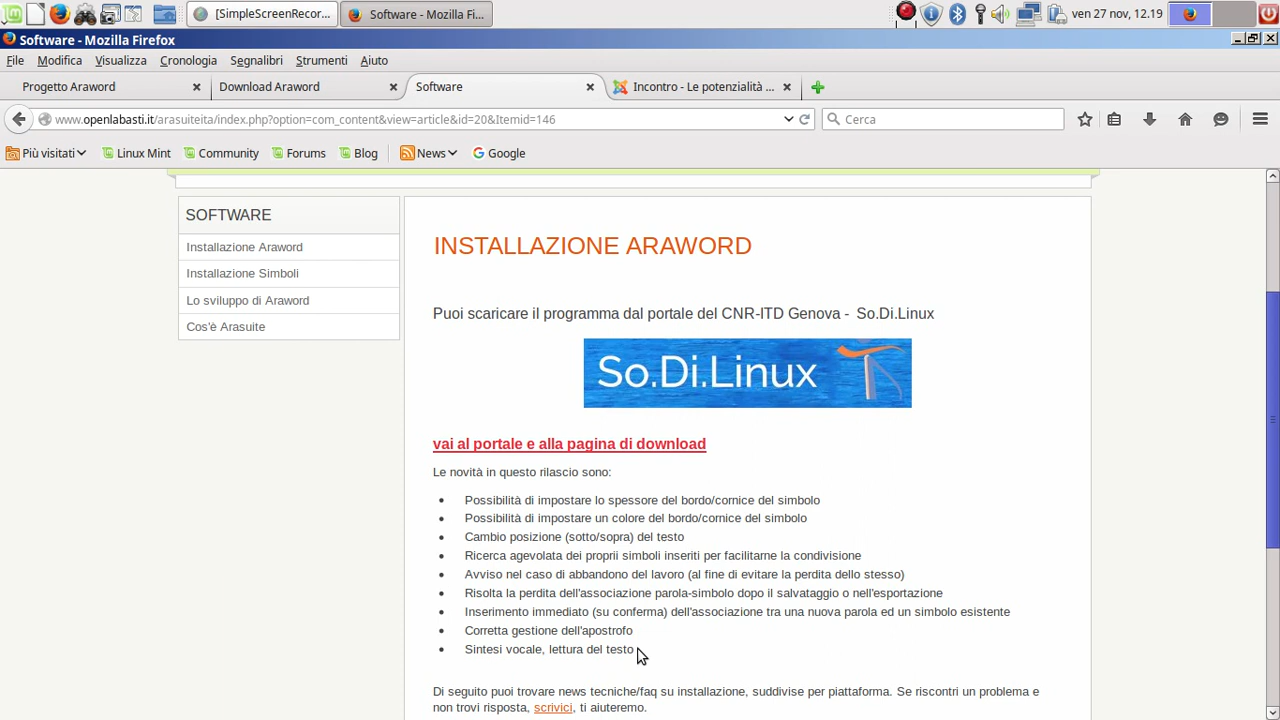 [SimpleScreenRecor...
Software - Mozilla Fi...
ven 27 nov, 12.19
Software - Mozilla Firefox
File Modifica Visualizza Cronologia Segnalibri Strumenti Aiuto
Progetto Araword
Download Araword
Software
Incontro - Le potenzialità ...
www.openlabasti.it/arasuiteita/index.php?option=com_content&view=article&id=20&Itemid=146
Cerca
Più visitati Linux Mint Community Forums Blog News Google
SOFTWARE
Installazione Araword
Installazione Simboli
Lo sviluppo di Araword
Cos'è Arasuite
INSTALLAZIONE ARAWORD
Puoi scaricare il programma dal portale del CNR-ITD Genova - So.Di.Linux
So.Di.Linux
vai al portale e alla pagina di download
Le novità in questo rilascio sono:
• Possibilità di impostare lo spessore del bordo/cornice del simbolo
• Possibilità di impostare un colore del bordo/cornice del simbolo
• Cambio posizione (sotto/sopra) del testo
• Ricerca agevolata dei proprii simboli inseriti per facilitarne la condivisione
• Avviso nel caso di abbandono del lavoro (al fine di evitare la perdita dello stesso)
• Risolta la perdita dell'associazione parola-simbolo dopo il salvataggio o nell'esportazione
• Inserimento immediato (su conferma) dell'associazione tra una nuova parola ed un simbolo esistente
• Corretta gestione dell'apostrofo
• Sintesi vocale, lettura del testo
Di seguito puoi trovare news tecniche/faq su installazione, suddivise per piattaforma. Se riscontri un problema e
non trovi risposta, scrivici, ti aiuteremo.